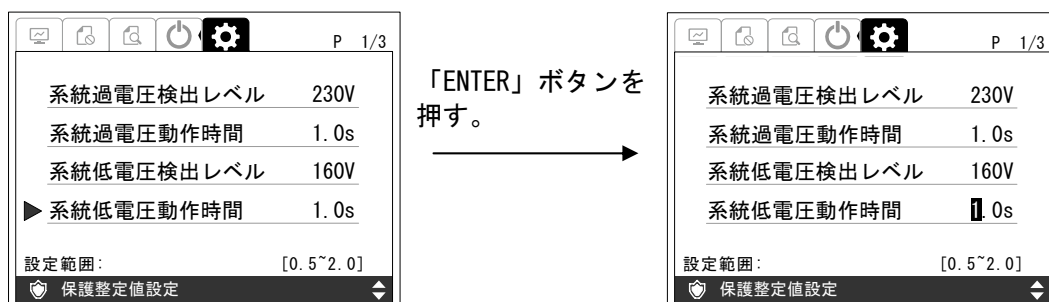 P 1/3
系統過電圧検出レベル 230V
系統過電圧動作時間 1.0s
系統低電圧検出レベル 160V
系統低電圧動作時間 1.0s
設定範囲: [0.5~2.0]
保護整定値設定
「ENTER」ボタンを
押す。
P 1/3
系統過電圧検出レベル 230V
系統過電圧動作時間 1.0s
系統低電圧検出レベル 160V
系統低電圧動作時間 1.0s
設定範囲: [0.5~2.0]
保護整定値設定